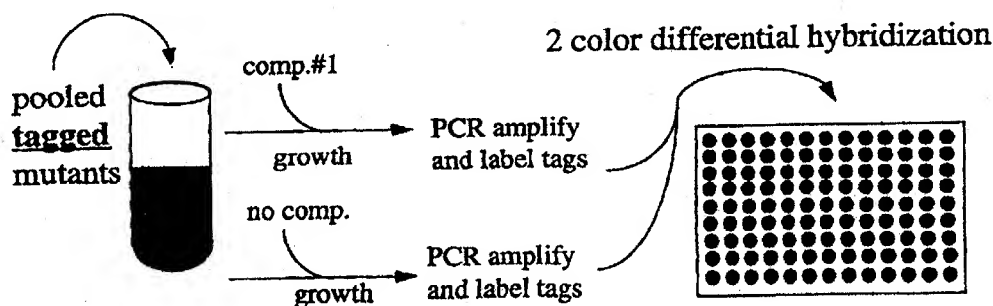 2 color differential hybridization
pooled
tagged
mutants
comp.#1
growth
PCR amplify
and label tags
no comp.
growth
PCR amplify
and label tags